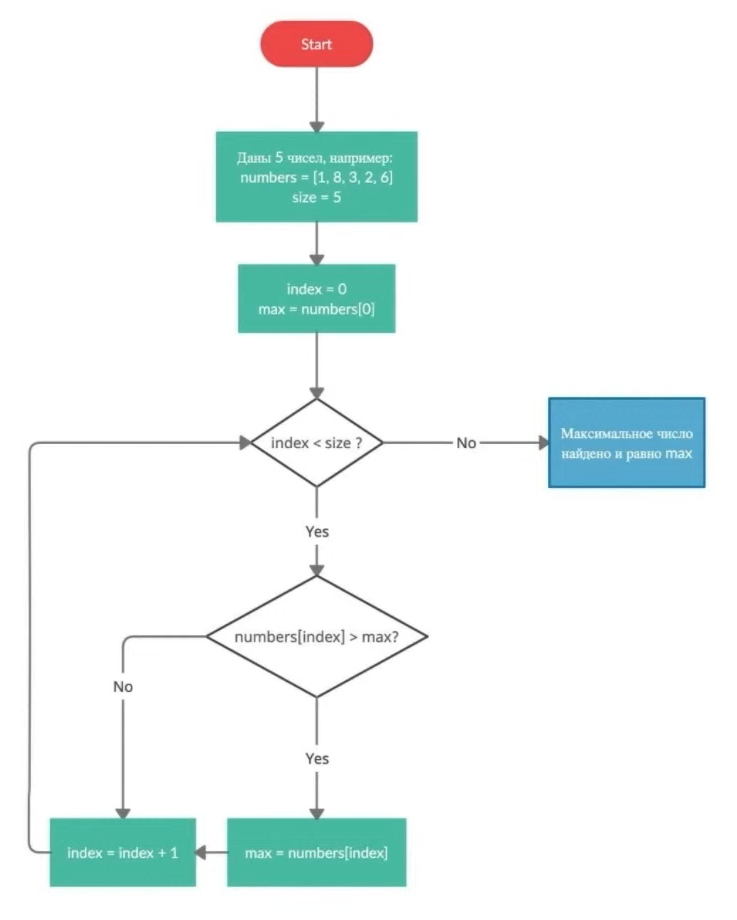 Start
Даны 5 чисел, например:
numbers = [1, 8, 3, 2, 6]
size = 5
index = 0
max = numbers[0]
index < size ?
No
Максимальное число
найдено и равно max
Yes
numbers[index] > max?
No
Yes
index = index + 1
max = numbers[index]